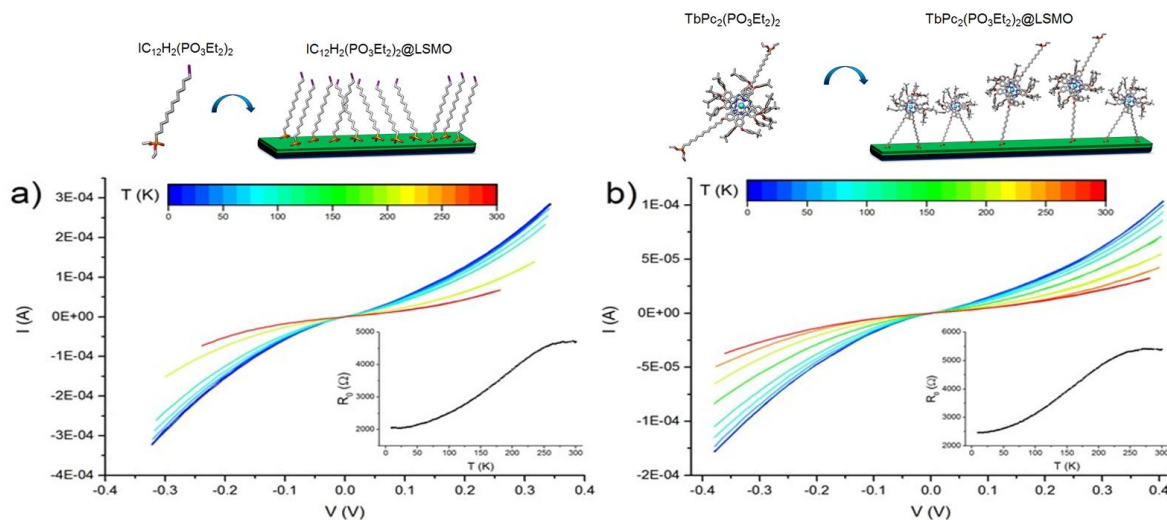 IC₁₂H₂(PO₃Et₂)₂
IC₁₂H₂(PO₃Et₂)₂@LSMO
TbPc₂(PO₃Et₂)₂
TbPc₂(PO₃Et₂)₂@LSMO
a)
T (K)
0 50 100 150 200 250 300
3E-04
2E-04
1E-04
0E+00
-1E-04
-2E-04
-3E-04
-4E-04
I (A)
-0.4 -0.3 -0.2 -0.1 0.0 0.1 0.2 0.3 0.4
V (V)
5000
4000
3000
2000
R₀ (Ω)
0 50 100 150 200 250 300
T (K)
b)
T (K)
0 50 100 150 200 250 300
1E-04
5E-05
0E+00
-5E-05
-1E-04
-2E-04
I (A)
-0.4 -0.3 -0.2 -0.1 0.0 0.1 0.2 0.3 0.4
V (V)
6000
5000
4000
3000
2000
R₀ (Ω)
0 50 100 150 200 250 300
T (K)